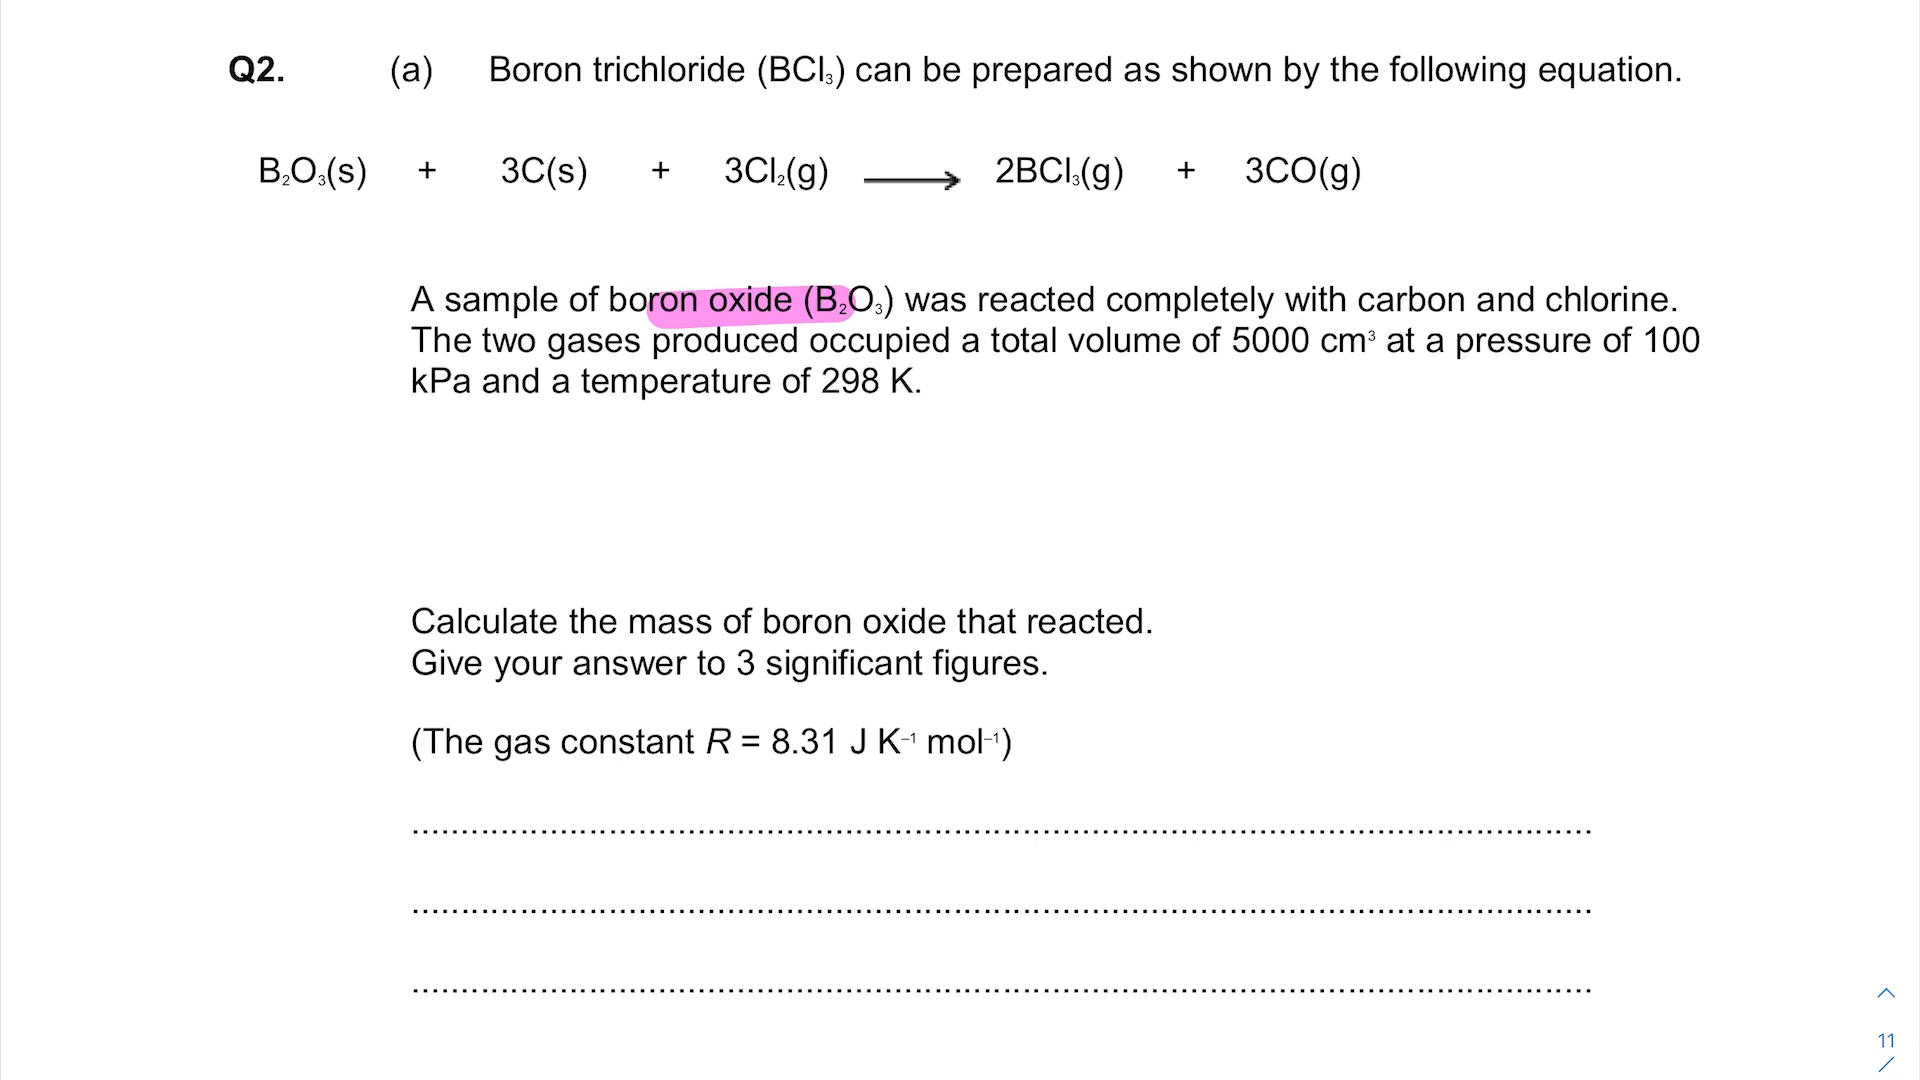 Q2. (a) Boron trichloride (BCl₃) can be prepared as shown by the following equation.
B₂O₃(s) + 3C(s) + 3Cl₂(g) ⟶ 2BCl₃(g) + 3CO(g)
A sample of boron oxide (B₂O₃) was reacted completely with carbon and chlorine.
The two gases produced occupied a total volume of 5000 cm³ at a pressure of 100
kPa and a temperature of 298 K.
Calculate the mass of boron oxide that reacted.
Give your answer to 3 significant figures.
(The gas constant R = 8.31 J K⁻¹ mol⁻¹)
11